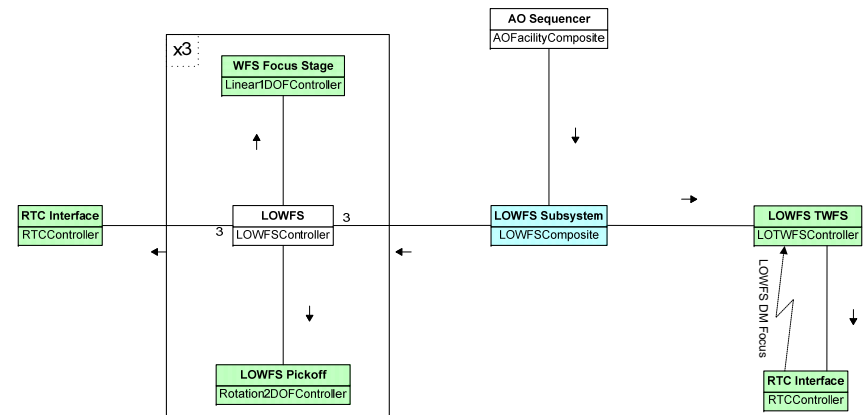 AO Sequencer
AOFacilityComposite
x3
WFS Focus Stage
Linear1DOFController
RTC Interface
RTCController
3
LOWFS
LOWFSController
3
LOWFS Subsystem
LOWFSComposite
LOWFS TWFS
LOTWFSController
LOWFS DM Focus
LOWFS Pickoff
Rotation2DOFController
RTC Interface
RTCController